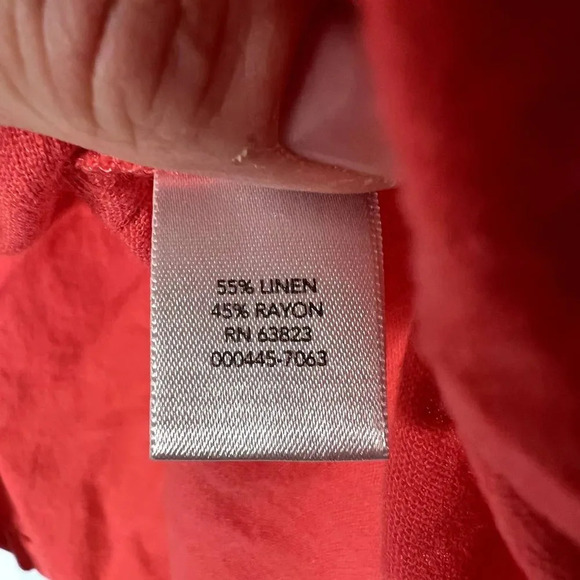 55% LINEN
45% RAYON
RN 63823
000445-7063